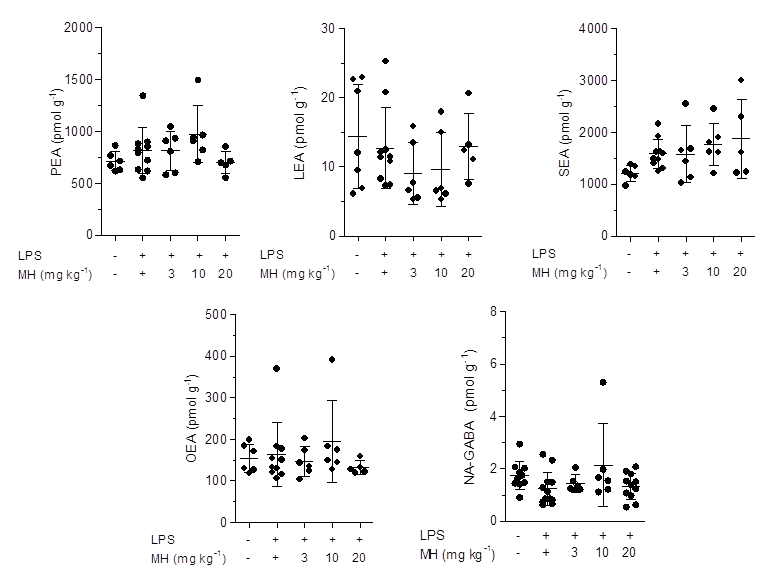 2000
1500
1000
500
0
PEA (pmol g-1)
30
20
10
0
LEA (pmol g-1)
4000
3000
2000
1000
0
SEA (pmol g-1)
LPS - + + + +
MH (mg kg-1) - + 3 10 20
LPS - + + + +
MH (mg kg-1) - + 3 10 20
LPS - + + + +
MH (mg kg-1) - + 3 10 20
500
400
300
200
100
0
OEA (pmol g-1)
8
6
4
2
0
NA-GABA (pmol g-1)
LPS - + + + +
MH (mg kg-1) - + 3 10 20
LPS - + + + +
MH (mg kg-1) - + 3 10 20